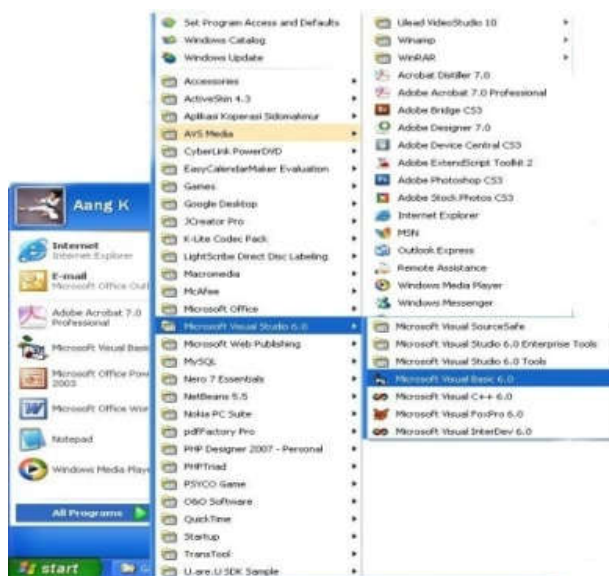 Set Program Access and Defaults
Windows Catalog
Windows Update
Accessories
ActiveSkin 4.3
Aplikasi Koperasi Sidomakmur
AVS Media
CyberLink PowerDVD
EasyCalendarMaker Evaluation
Games
Google Desktop
JCreator Pro
K-Lite Codec Pack
LightScribe Direct Disc Labeling
Macromedia
McAfee
Microsoft Office
Microsoft Visual Studio 6.0
Microsoft Web Publishing
MySQL
Nero 7 Essentials
NetBeans 5.5
Nokia PC Suite
pdfFactory Pro
PHP Designer 2007 - Personal
PHPTriad
PSYCO Game
O&O Software
QuickTime
Startup
TransTool
U.are.U SDK Sample
Ulead VideoStudio 10
Winamp
WinRAR
Acrobat Distiller 7.0
Adobe Acrobat 7.0 Professional
Adobe Bridge CS3
Adobe Designer 7.0
Adobe Device Central CS3
Adobe ExtendScript Toolkit 2
Adobe Photoshop CS3
Adobe Stock Photos CS3
Internet Explorer
MSN
Outlook Express
Remote Assistance
Windows Media Player
Windows Messenger
Microsoft Visual SourceSafe
Microsoft Visual Studio 6.0 Enterprise Tools
Microsoft Visual Studio 6.0 Tools
Microsoft Visual Basic 6.0
Microsoft Visual C++ 6.0
Microsoft Visual FoxPro 6.0
Microsoft Visual InterDev 6.0
Aang K
Internet
Internet Explorer
E-mail
Microsoft Office Outl
Adobe Acrobat 7.0
Professional
Microsoft Visual Basic
Microsoft Office Pow
2003
Microsoft Office Wor
Notepad
Windows Media Playe
All Programs
start